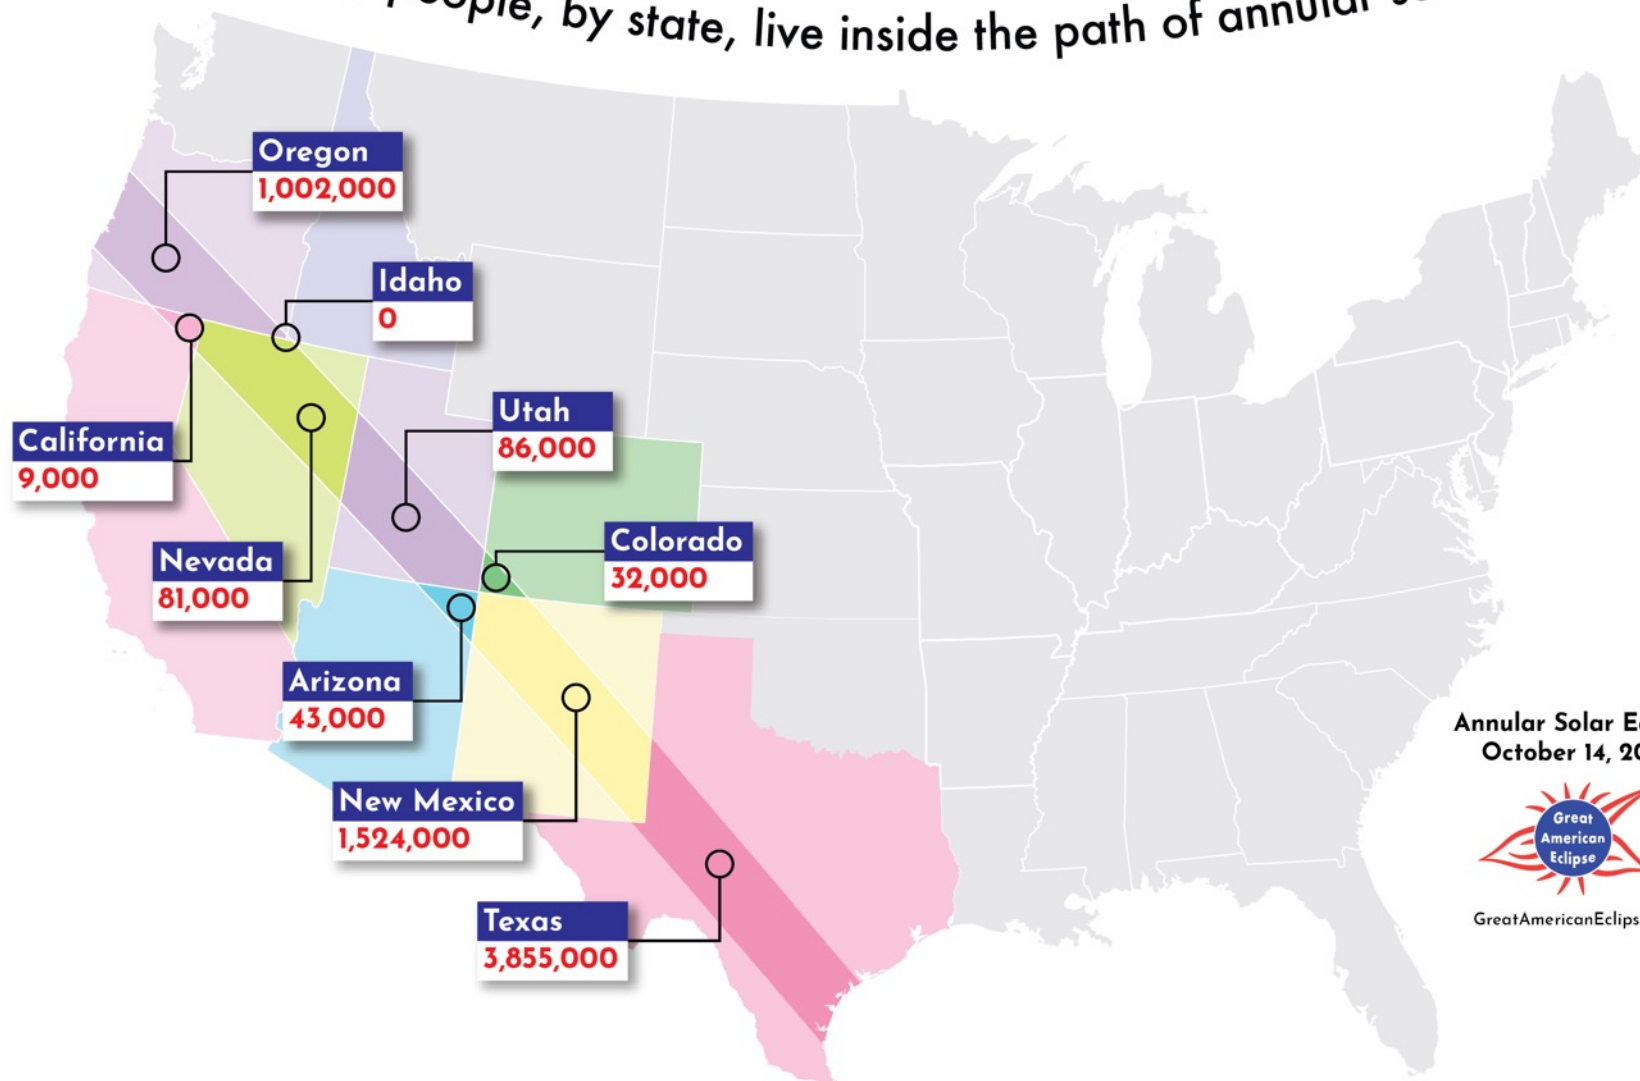 people, by state, live inside the path of annular
Oregon
1,002,000
Idaho
0
Utah
86,000
California
9,000
Colorado
32,000
Nevada
81,000
Arizona
43,000
New Mexico
1,524,000
Texas
3,855,000
Annular Solar
October 14,
Great
American
Eclipse